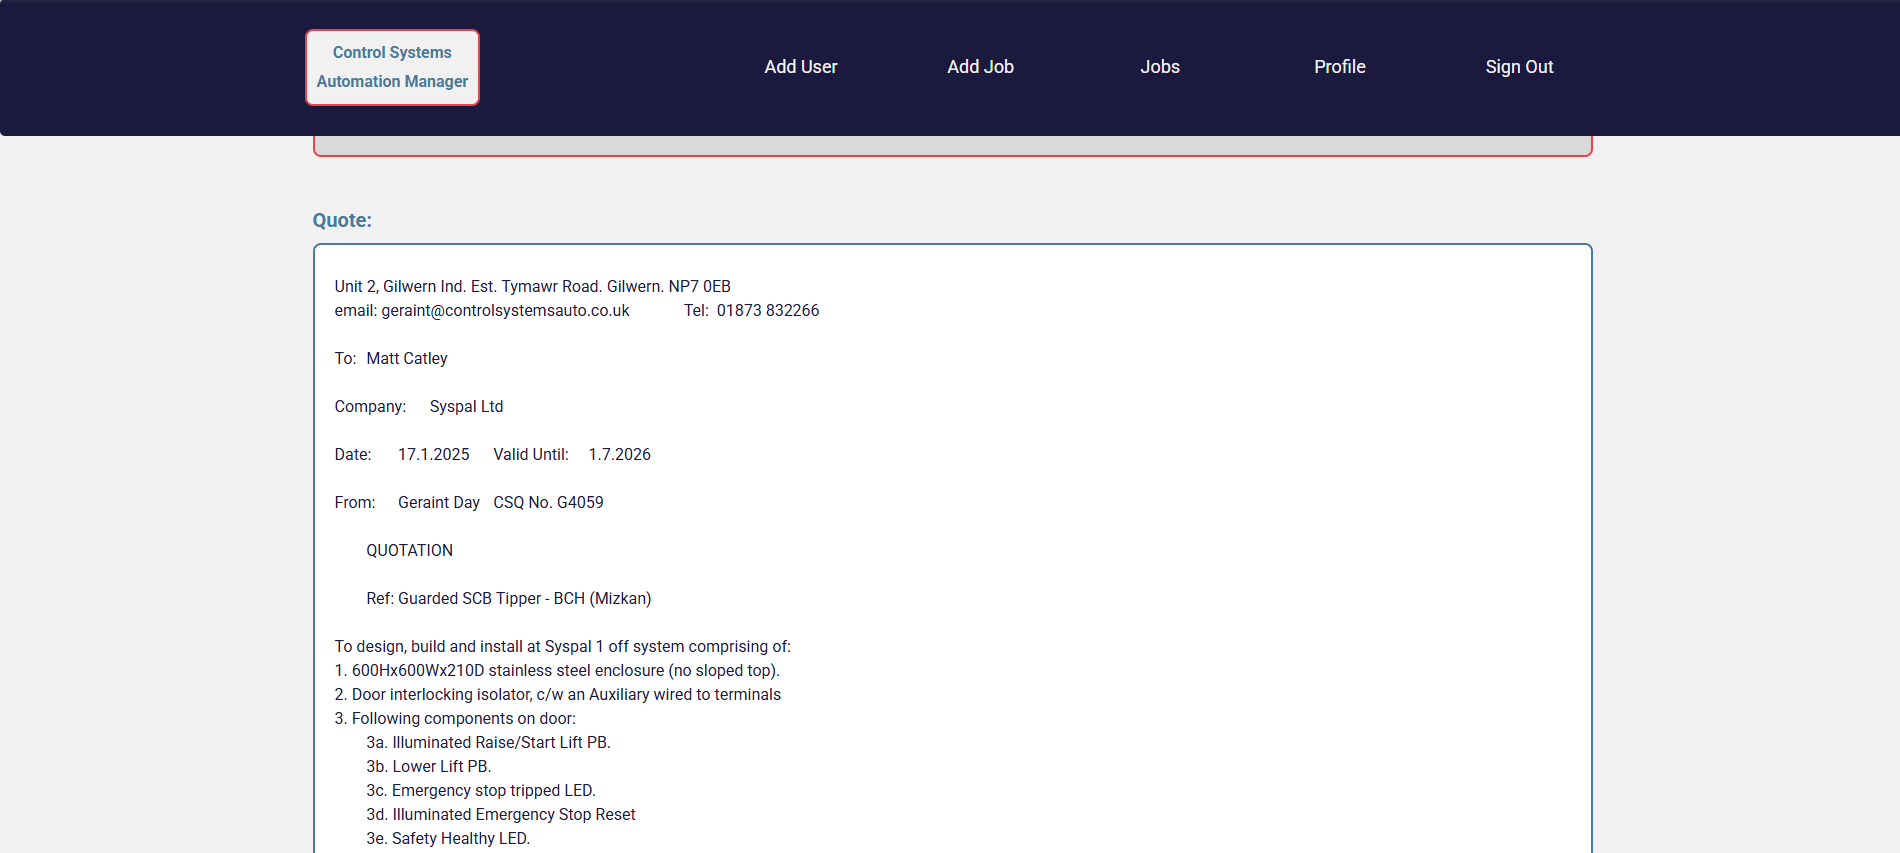 Control Systems
Automation Manager
Add User
Add Job
Jobs
Profile
Sign Out
Quote:
Unit 2, Gilwern Ind. Est. Tymawr Road. Gilwern. NP7 0EB
email: geraint@controlsystemsauto.co.uk Tel: 01873 832266
To: Matt Catley
Company: Syspal Ltd
Date: 17.1.2025 Valid Until: 1.7.2026
From: Geraint Day CSQ No. G4059
QUOTATION
Ref: Guarded SCB Tipper - BCH (Mizkan)
To design, build and install at Syspal 1 off system comprising of:
1. 600Hx600Wx210D stainless steel enclosure (no sloped top).
2. Door interlocking isolator, c/w an Auxiliary wired to terminals
3. Following components on door:
3a. Illuminated Raise/Start Lift PB.
3b. Lower Lift PB.
3c. Emergency stop tripped LED.
3d. Illuminated Emergency Stop Reset
3e. Safety Healthy LED.